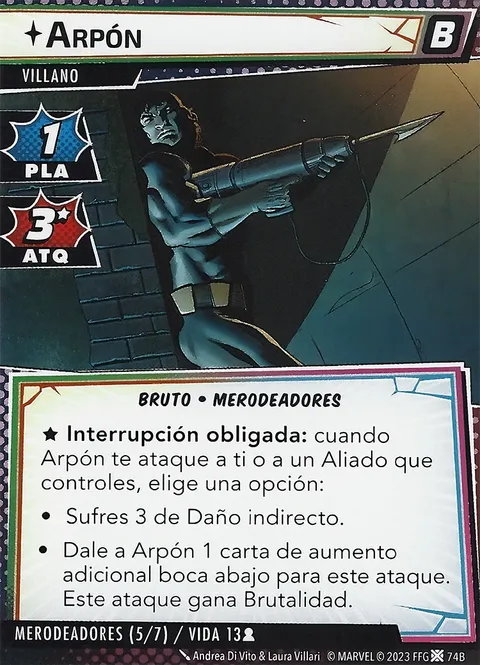 ARPÓN
B
VILLANO
1
PLA
3★
ATQ
BRUTO • MERODEADORES
★ Interrupción obligada: cuando
Arpón te ataque a ti o a un Aliado que
controles, elige una opción:
• Sufres 3 de Daño indirecto.
• Dale a Arpón 1 carta de aumento
adicional boca abajo para este ataque.
Este ataque gana Brutalidad.
MERODEADORES (5/7) / VIDA 13
Andrea Di Vito & Laura Villari © MARVEL © 2023 FFG 74B